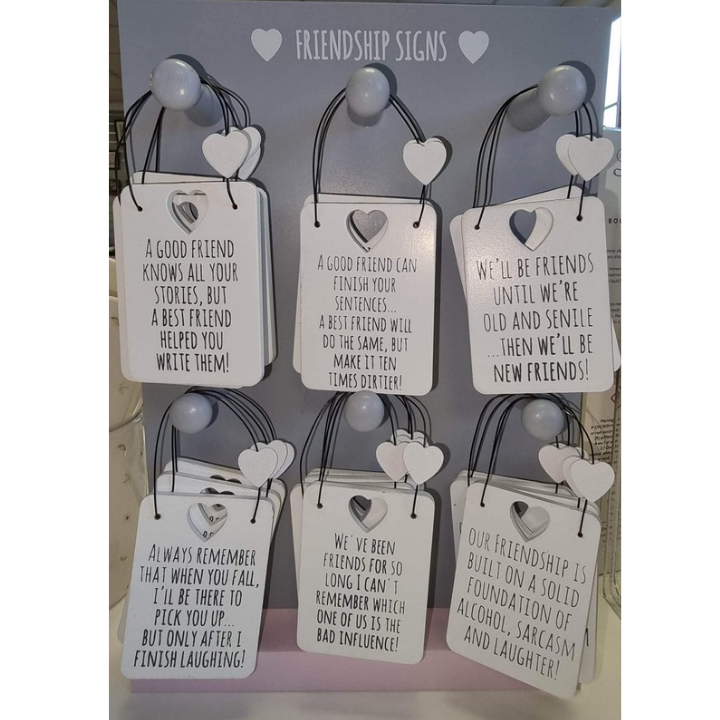 FRIENDSHIP SIGNS
A GOOD FRIEND
KNOWS ALL YOUR
STORIES, BUT
A BEST FRIEND
HELPED YOU
WRITE THEM!
A GOOD FRIEND CAN
FINISH YOUR
SENTENCES...
A BEST FRIEND WILL
DO THE SAME, BUT
MAKE IT TEN
TIMES DIRTIER!
WE'LL BE FRIENDS
UNTIL WE'RE
OLD AND SENILE
...THEN WE'LL BE
NEW FRIENDS!
ALWAYS REMEMBER
THAT WHEN YOU FALL,
I'LL BE THERE TO
PICK YOU UP...
BUT ONLY AFTER I
FINISH LAUGHING!
WE'VE BEEN
FRIENDS FOR SO
LONG I CAN'T
REMEMBER WHICH
ONE OF US IS THE
BAD INFLUENCE!
OUR FRIENDSHIP IS
BUILT ON A SOLID
FOUNDATION OF
ALCOHOL, SARCASM
AND LAUGHTER!